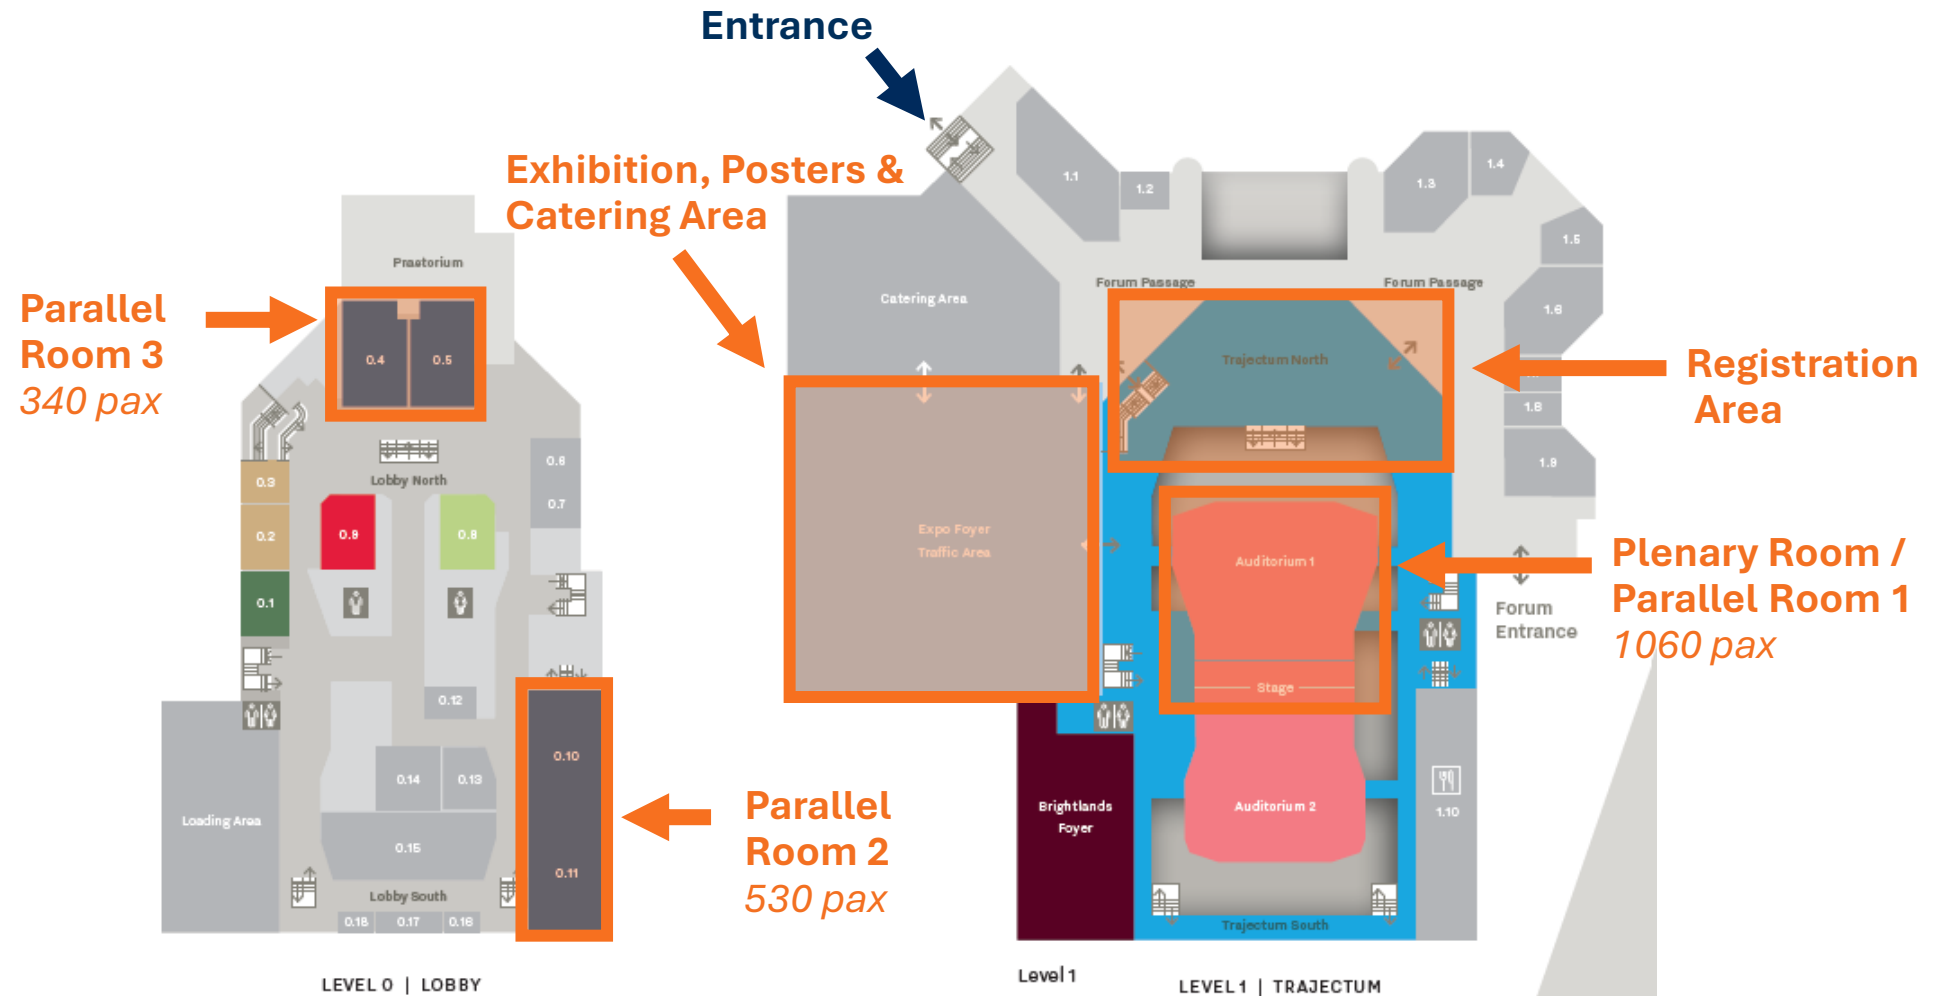 Entrance
Exhibition, Posters &
Catering Area
Parallel
Room 3
340 pax
Praetorium
0.4
0.5
0.3
0.2
0.1
Lobby North
0.9
0.8
0.6
0.7
0.12
0.14
0.13
0.15
Loading Area
Lobby South
0.18
0.17
0.16
0.10
0.11
Parallel
Room 2
530 pax
LEVEL 0 | LOBBY
1.1
1.2
1.3
1.4
1.5
1.6
1.8
1.9
Catering Area
Forum Passage
Forum Passage
Trajectum North
Registration
Area
Expo Foyer
Traffic Area
Auditorium 1
Stage
Plenary Room /
Parallel Room 1
1060 pax
Forum
Entrance
Brightlands
Foyer
Auditorium 2
1.10
Trajectum South
Level 1
LEVEL 1 | TRAJECTUM